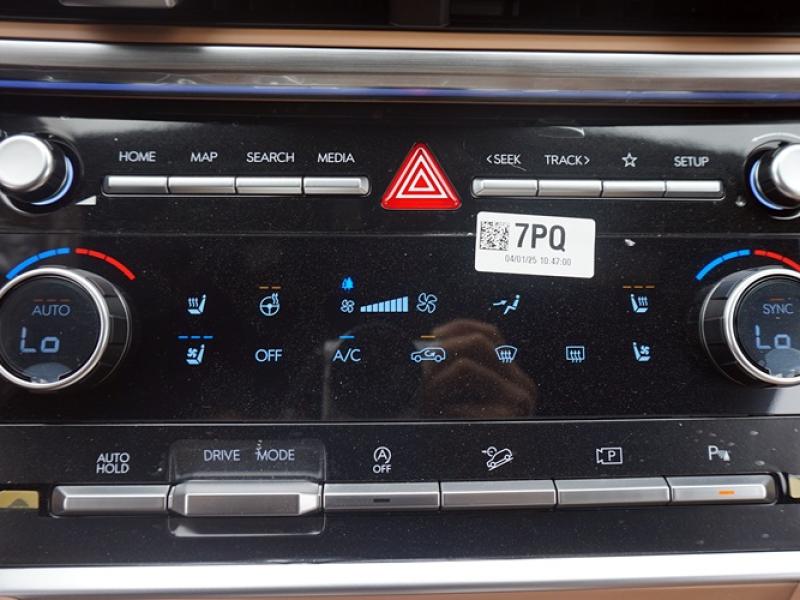 HOME MAP SEARCH MEDIA <SEEK TRACK> ☆ SETUP
7PQ
04/01/25 10:47:00
AUTO
Lo
SYNC
Lo
OFF A/C
AUTO HOLD
DRIVE MODE
A
OFF
P
P